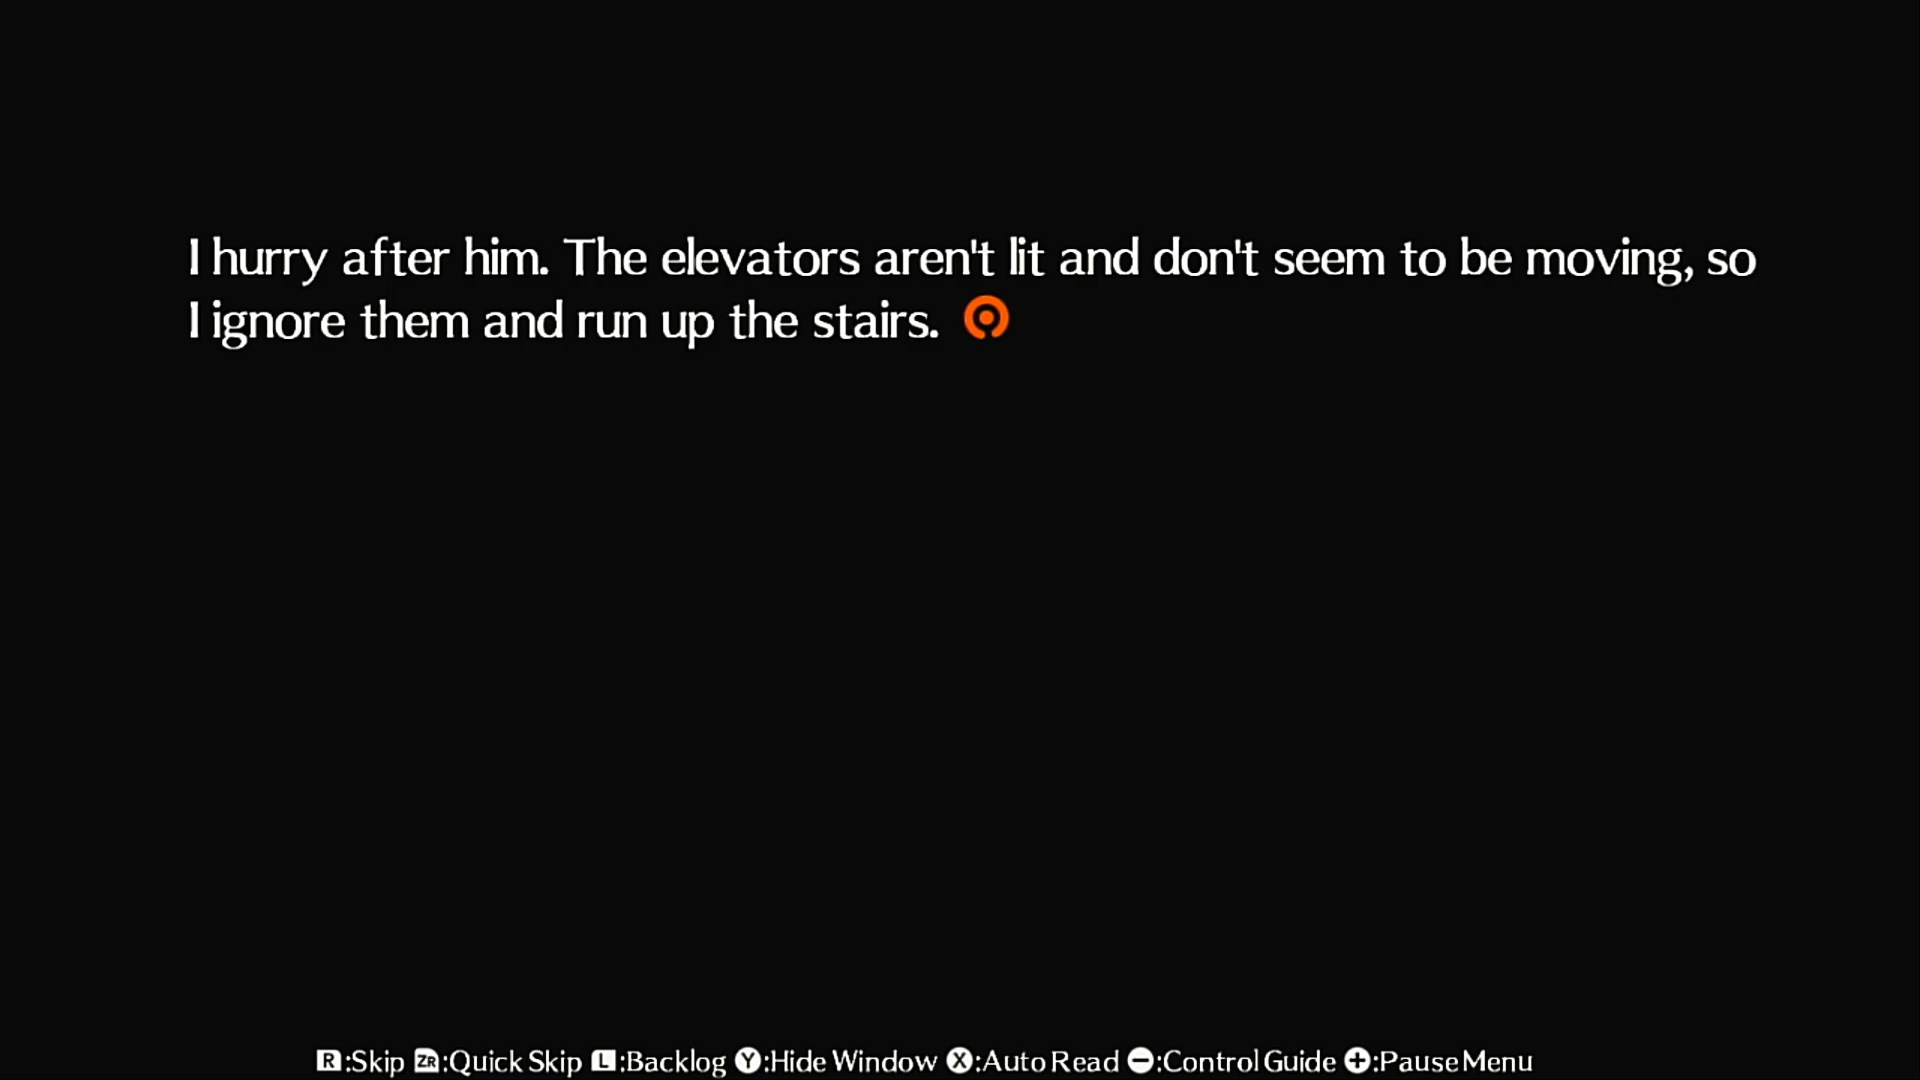 I hurry after him. The elevators aren't lit and don't seem to be moving, so
I ignore them and run up the stairs.
R:Skip ZR:Quick Skip L:Backlog Y:Hide Window X:Auto Read −:Control Guide +:Pause Menu